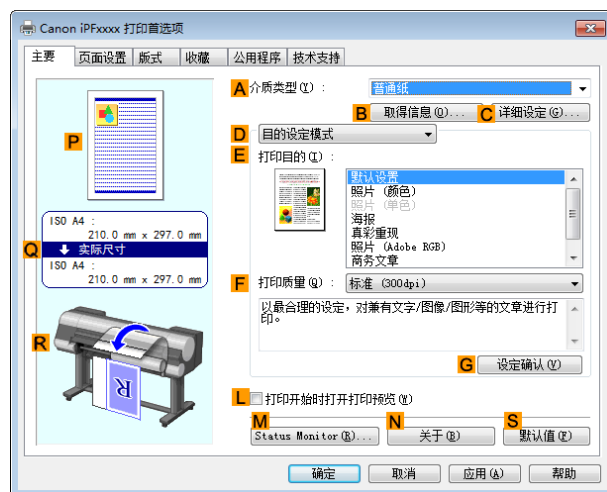 Canon iPFxxxx 打印首选项
主要 页面设置 版式 收藏 公用程序 技术支持
A 介质类型(Y) : 普通纸
B 取得信息(O)... C 详细设定(G)...
D 目的设定模式
P
E 打印目的(I) :
默认设置
照片 (颜色)
照片 (单色)
海报
真彩重现
照片 (Adobe RGB)
商务文章
ISO A4 :
210.0 mm x 297.0 mm
Q 实际尺寸
ISO A4 :
210.0 mm x 297.0 mm
F 打印质量(Q) : 标准 (300dpi)
以最合理的设定，对兼有文字/图像/图形等的文章进行打
印。
R
R
G 设定确认(V)
L 打印开始时打开打印预览(W)
M N S
Status Monitor(R)... 关于(B) 默认值(F)
确定 取消 应用(A) 帮助